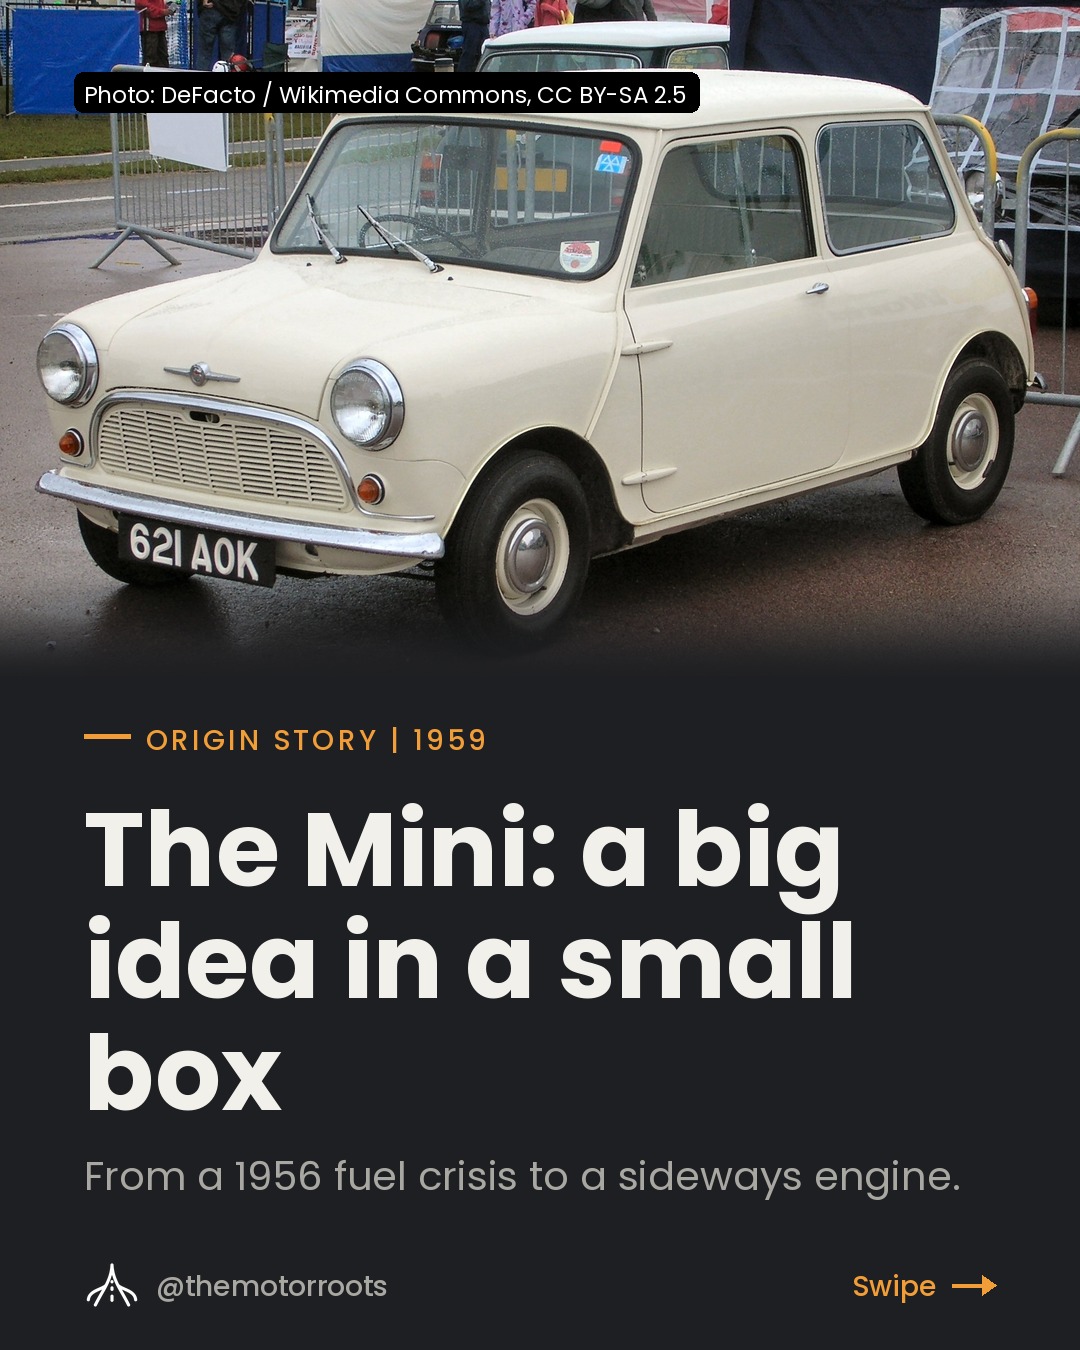 Photo: DeFacto / Wikimedia Commons, CC BY-SA 2.5
621 AOK
ORIGIN STORY | 1959
The Mini: a big
idea in a small
box
From a 1956 fuel crisis to a sideways engine.
@themotorroots
Swipe